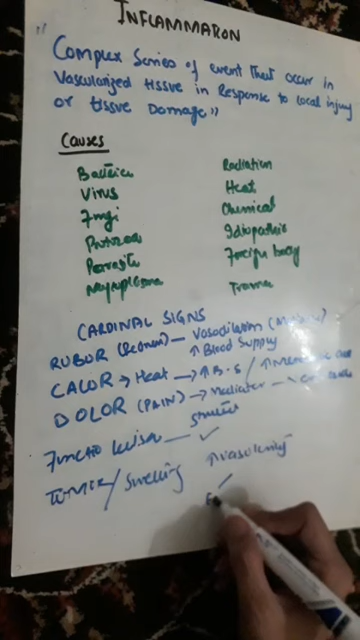 INFLAMMATION
" Complex Series of event that occur in
Vascularized tissue in Response to local injury
or tissue Damage "
Causes
Bacteria Radiation
Virus Heat
Fungi Chemical
Protozoa Idiopathic
Parasite Foreign body
Trauma
CARDINAL SIGNS
RUBOR (Redness) — Vasodilation
↑ Blood Supply
CALOR → Heat → ↑ B.S /
DOLOR (PAIN) → Mediator
Functio
TUMOR / Swelling